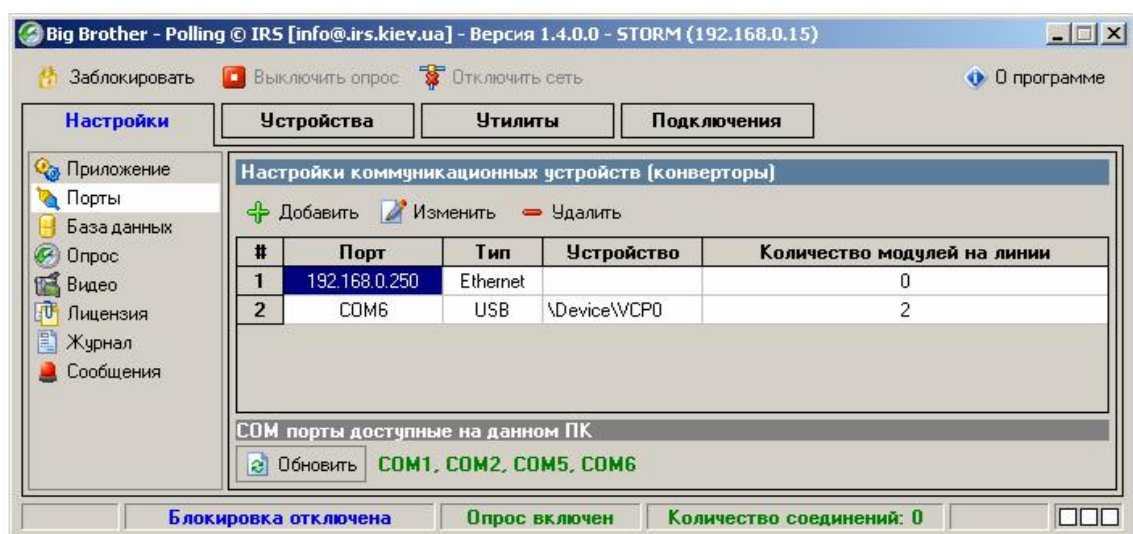 Big Brother - Polling © IRS [info@.irs.kiev.ua] - Версия 1.4.0.0 - STORM (192.168.0.15)
Заблокировать Выключить опрос Отключить сеть О программе
Настройки Устройства Утилиты Подключения
Приложение
Порты
База данных
Опрос
Видео
Лицензия
Журнал
Сообщения
Настройки коммуникационных устройств (конверторы)
Добавить Изменить Удалить
# Порт Тип Устройство Количество модулей на линии
1 192.168.0.250 Ethernet 0
2 COM6 USB \Device\VCP0 2
COM порты доступные на данном ПК
Обновить COM1, COM2, COM5, COM6
Блокировка отключена Опрос включен Количество соединений: 0